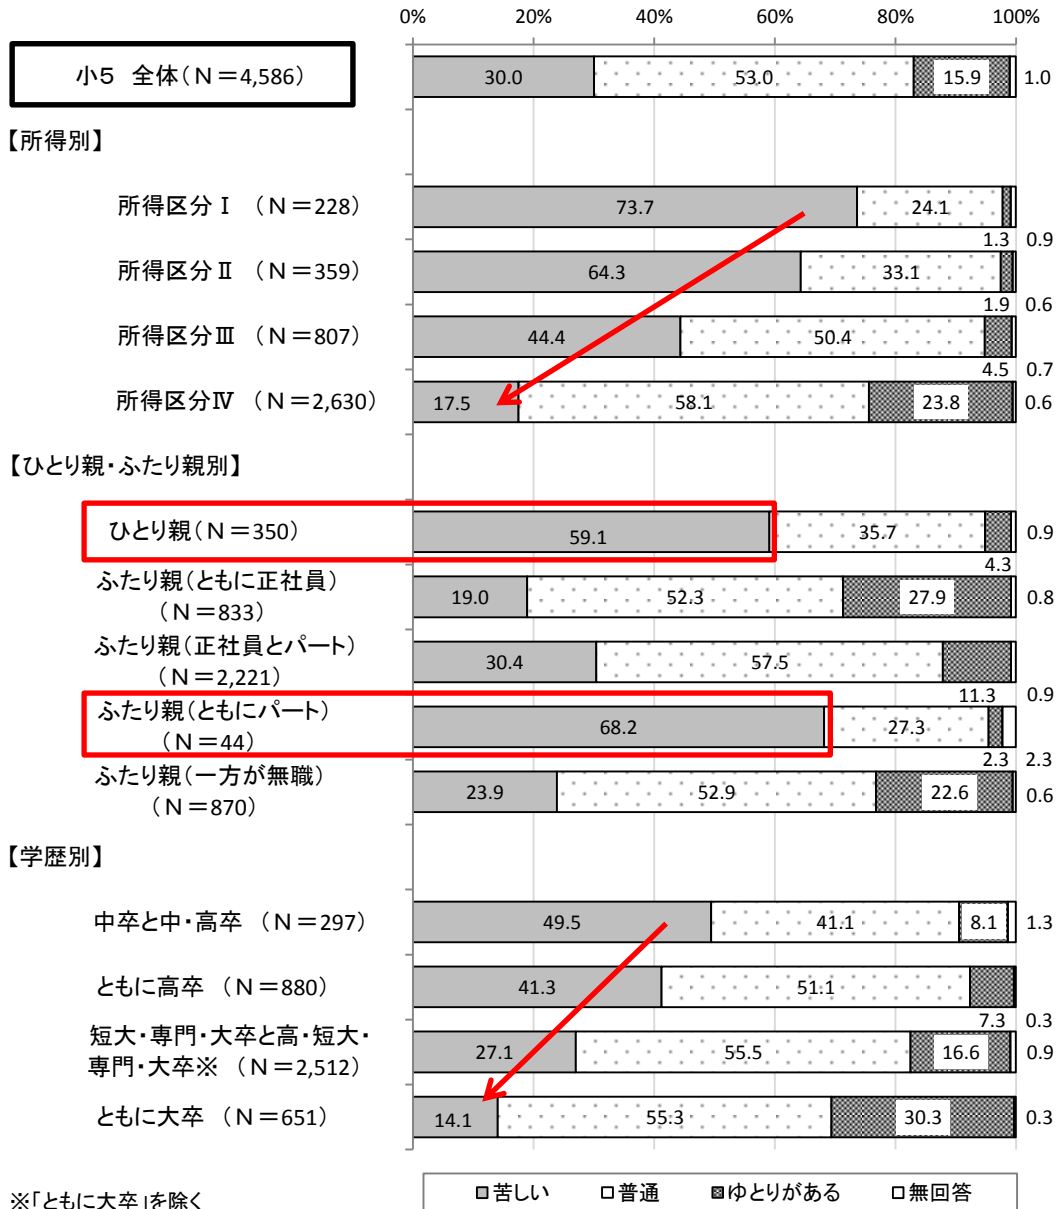 0% 20% 40% 60% 80% 100%
小5 全体(N=4,586) 30.0 53.0 15.9 1.0
【所得別】
所得区分Ⅰ (N=228) 73.7 24.1
1.3 0.9
所得区分Ⅱ (N=359) 64.3 33.1
1.9 0.6
所得区分Ⅲ (N=807) 44.4 50.4
4.5 0.7
所得区分Ⅳ (N=2,630) 17.5 58.1 23.8 0.6
【ひとり親・ふたり親別】
ひとり親(N=350) 59.1 35.7 0.9
4.3
ふたり親(ともに正社員)
(N=833) 19.0 52.3 27.9 0.8
ふたり親(正社員とパート)
(N=2,221) 30.4 57.5
11.3 0.9
ふたり親(ともにパート)
(N=44) 68.2 27.3
2.3 2.3
ふたり親(一方が無職)
(N=870) 23.9 52.9 22.6 0.6
【学歴別】
中卒と中・高卒 (N=297) 49.5 41.1 8.1 1.3
ともに高卒 (N=880) 41.3 51.1
7.3 0.3
短大・専門・大卒と高・短大・
専門・大卒※ (N=2,512) 27.1 55.5 16.6 0.9
ともに大卒 (N=651) 14.1 55.3 30.3 0.3
※「ともに大卒」を除く
苦しい 普通 ゆとりがある 無回答